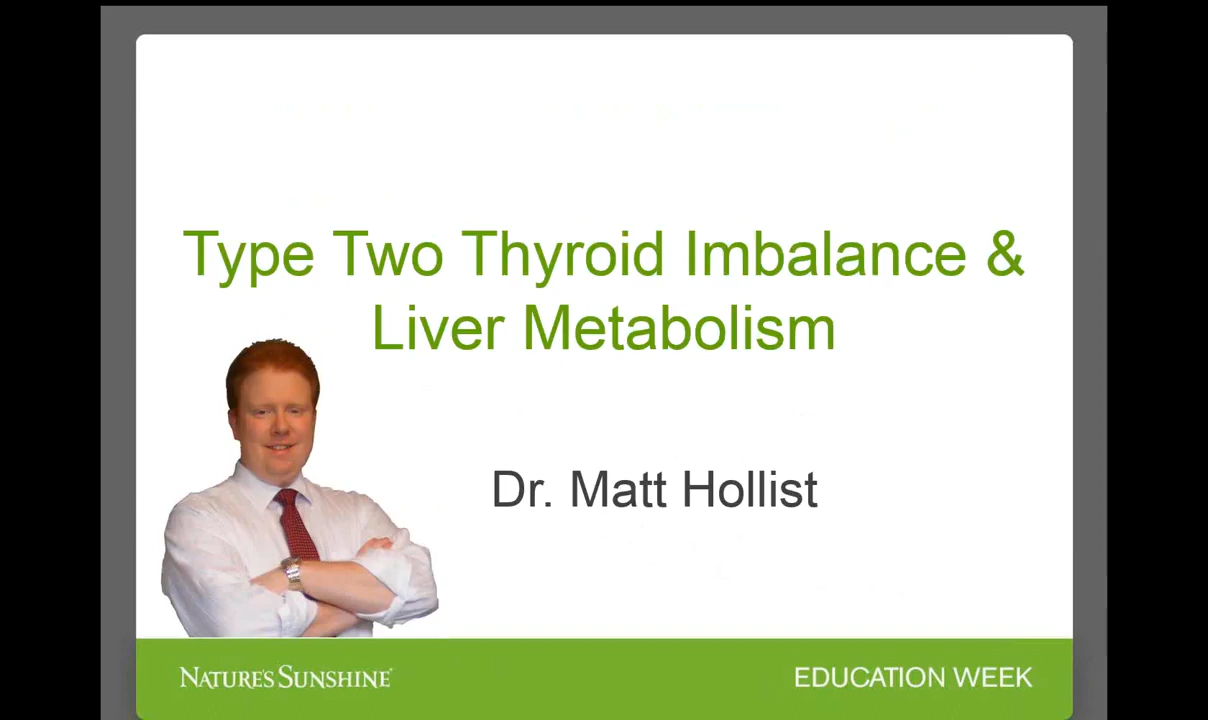 Type Two Thyroid Imbalance &
Liver Metabolism
Dr. Matt Hollist
NATURE'S SUNSHINE®
EDUCATION WEEK